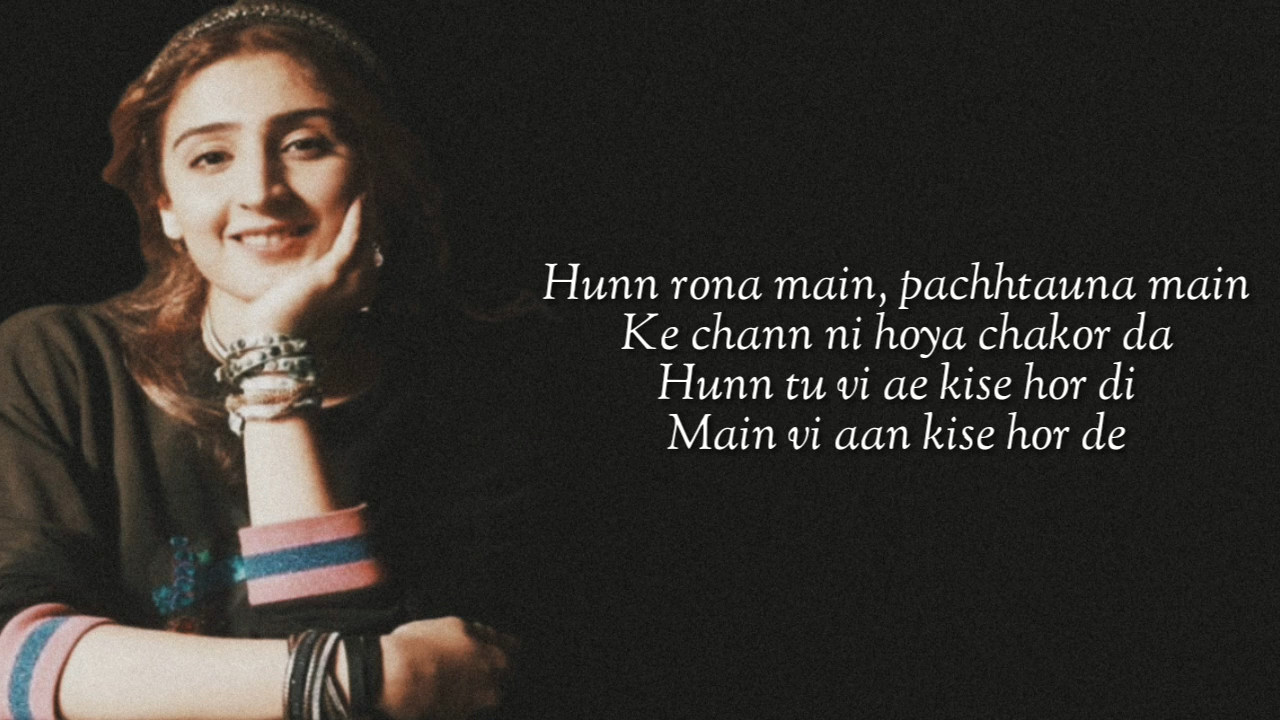 Hunn rona main, pachhtauna main
Ke chann ni hoya chakor da
Hunn tu vi ae kise hor di
Main vi aan kise hor de